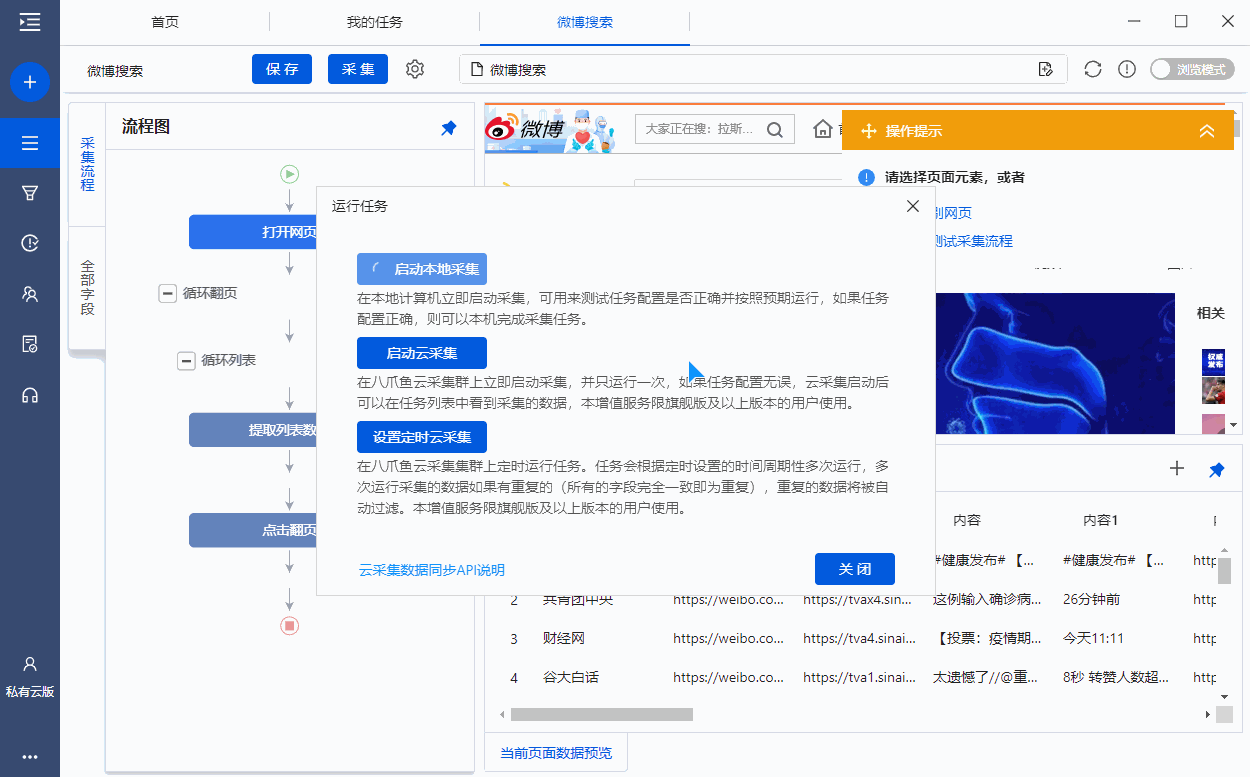 首页
我的任务
微博搜索
微博搜索
保存
采集
微博搜索
浏览模式
采集流程
全部字段
流程图
微博
大家正在搜：拉斯...
操作提示
请选择页面元素，或者
别网页
测试采集流程
打开网页
循环翻页
循环列表
提取列表数
点击翻页
运行任务
启动本地采集
在本地计算机立即启动采集，可用来测试任务配置是否正确并按照预期运行，如果任务
配置正确，则可以本机完成采集任务。
启动云采集
在八爪鱼云采集群上立即启动采集，并只运行一次，如果任务配置无误，云采集启动后
可以在任务列表中看到采集的数据，本增值服务限旗舰版及以上版本的用户使用。
设置定时云采集
在八爪鱼云采集集群上定时运行任务。任务会根据定时设置的时间周期性多次运行，多
次运行采集的数据如果有重复的（所有的字段完全一致即为重复），重复的数据将被自
动过滤。本增值服务限旗舰版及以上版本的用户使用。
云采集数据同步API说明
关闭
相关
权威
发布
内容
内容1
#健康发布# 【...
#健康发布# 【...
http
2
共青团中央
https://weibo.co...
https://tvax4.sin...
这例输入确诊病...
26分钟前
http
3
财经网
https://weibo.co...
https://tva4.sinai...
【投票：疫情期...
今天11:11
http
4
谷大白话
https://weibo.co...
https://tva1.sinai...
太遗憾了//@重...
8秒 转赞人数超...
http
当前页面数据预览
私有云版